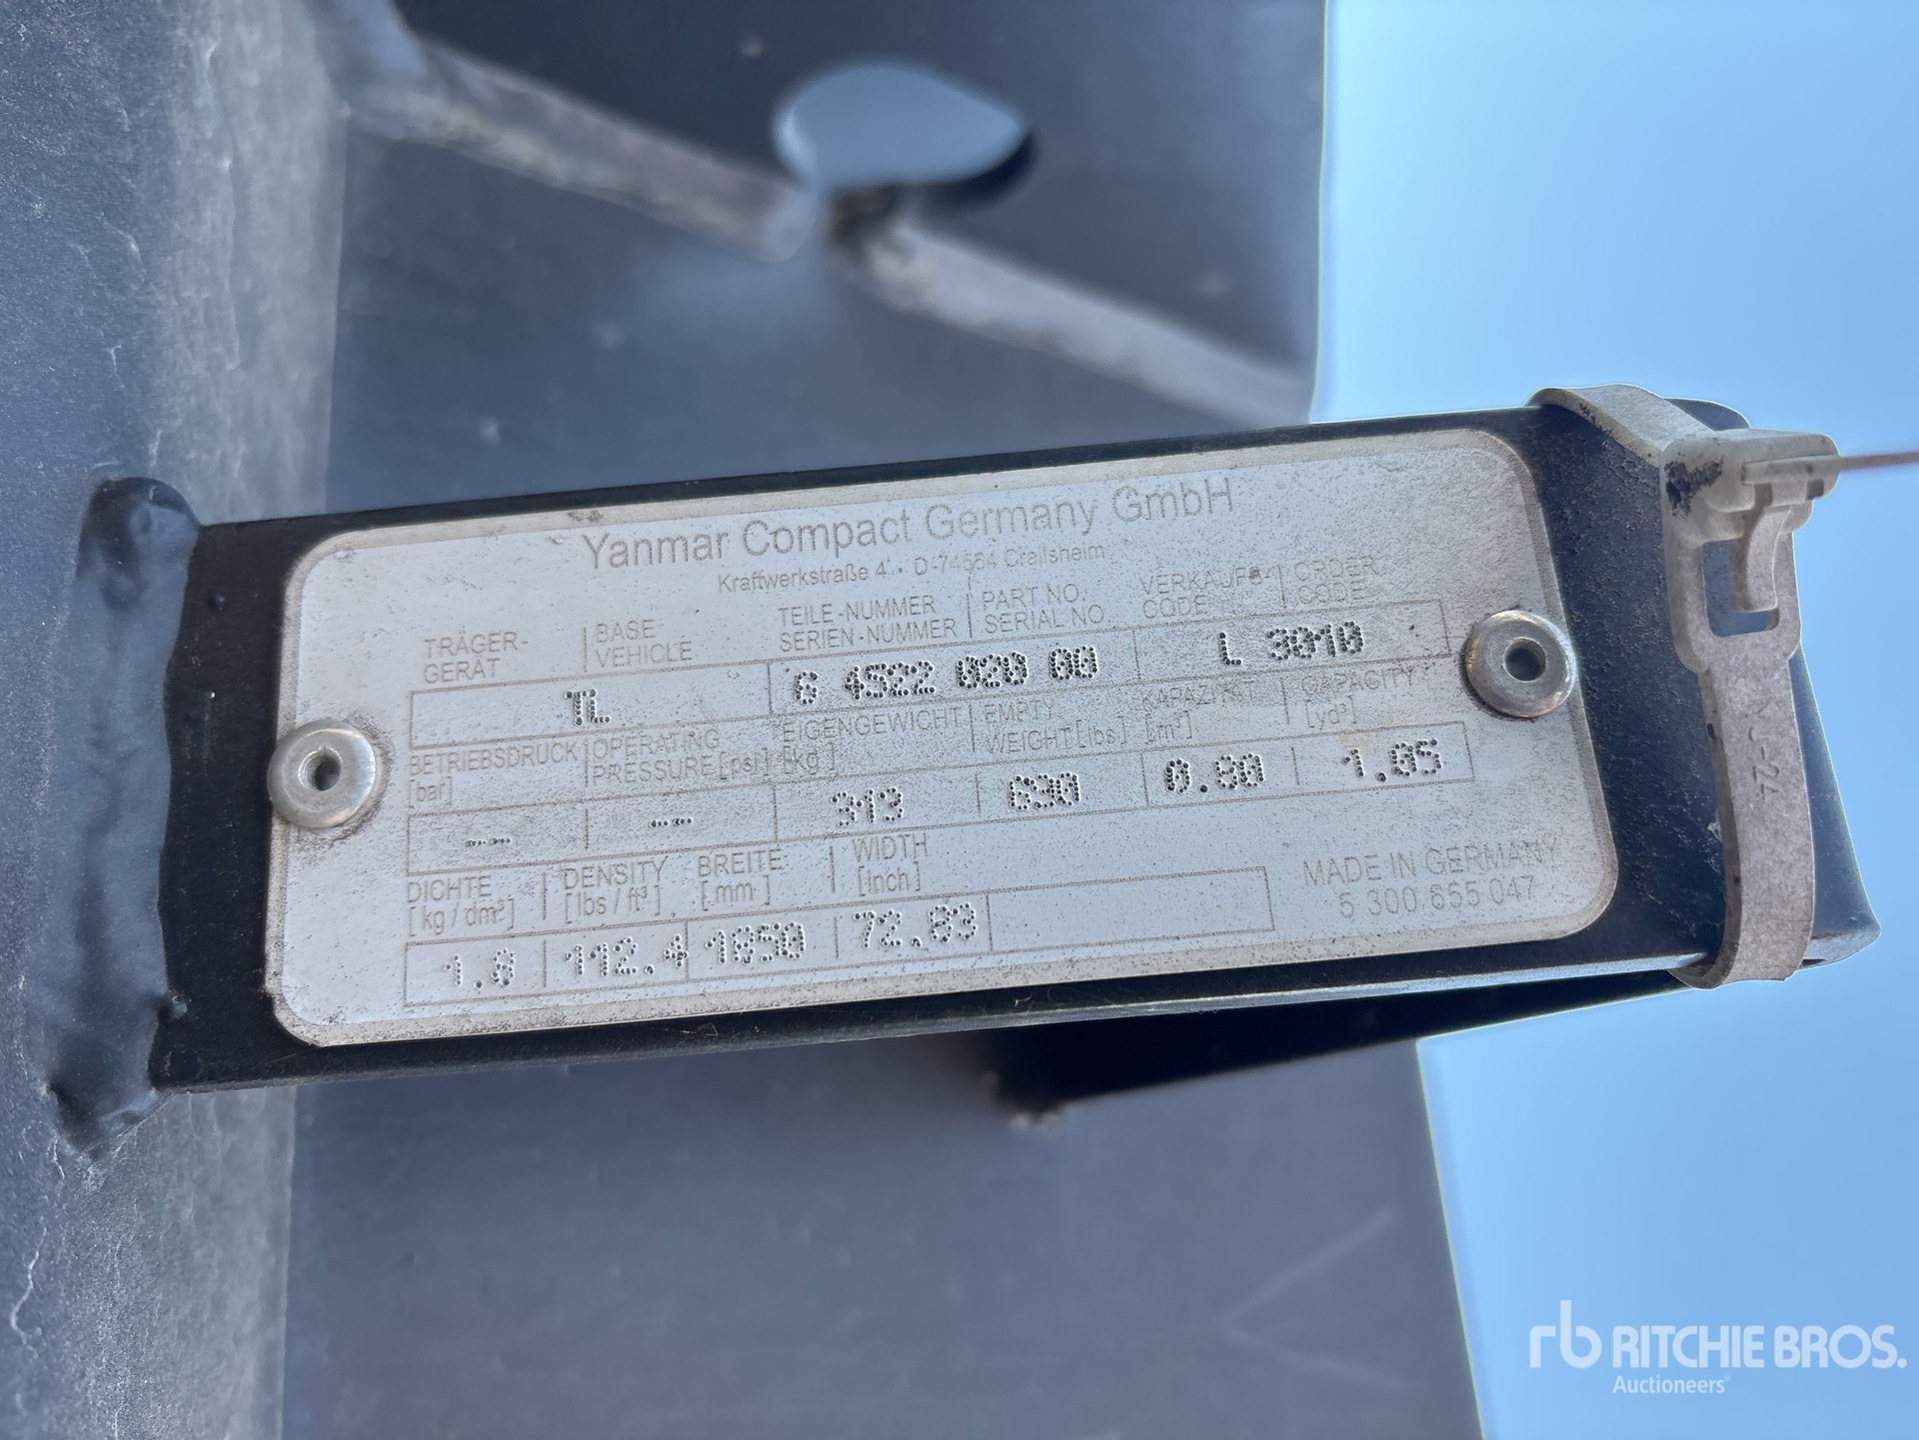 Yanmar Compact Germany GmbH
Kraftwerkstraße 4 · D-74564 Crailsheim
TRÄGER-GERÄT | BASE VEHICLE
TEILE-NUMMER SERIEN-NUMMER | PART NO. SERIAL NO.
VERKAUFS-CODE | ORDER CODE
TL G 4522 020 00 L 3010
BETRIEBSDRUCK [bar] | OPERATING PRESSURE [psi]
EIGENGEWICHT [kg] | EMPTY WEIGHT [lbs]
KAPAZITÄT [m³] | CAPACITY [yd³]
-- -- 313 690 0.80 1.05
DICHTE [kg / dm³] | DENSITY [lbs / ft³]
BREITE [mm] | WIDTH [Inch]
1.8 112.4 1850 72.83
MADE IN GERMANY
5 300 655 047
rb RITCHIE BROS.
Auctioneers